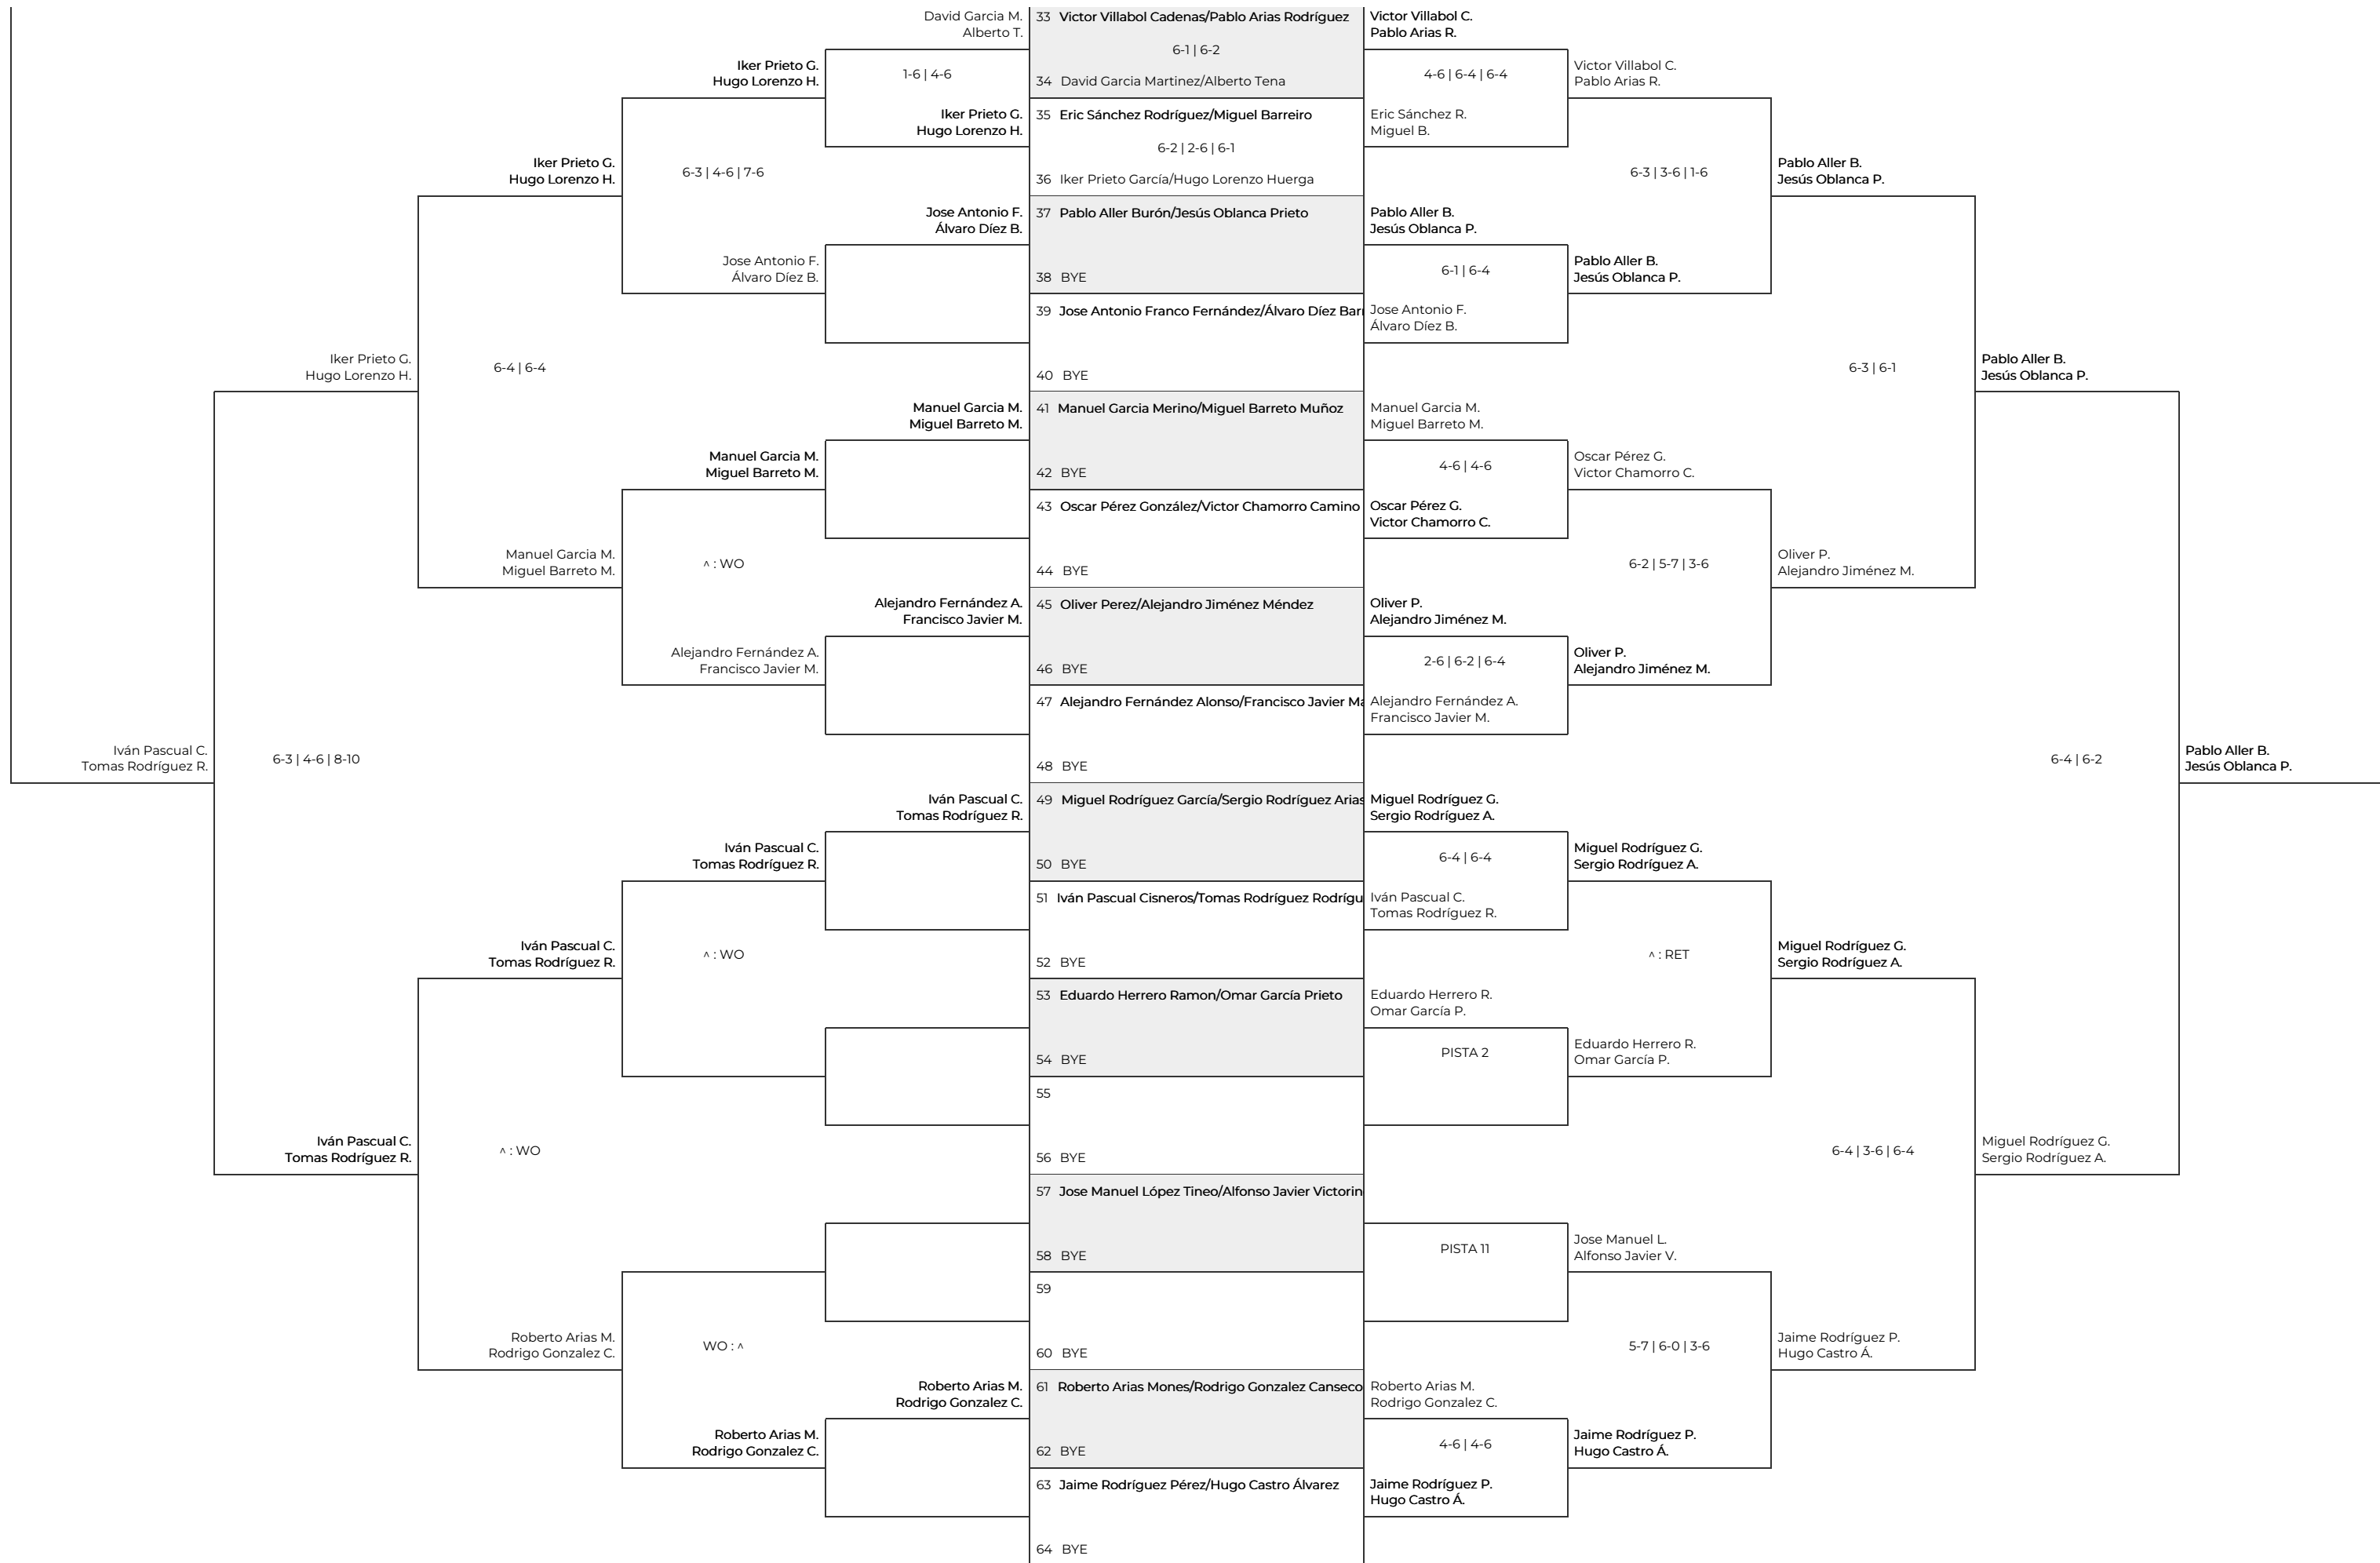 David Garcia M.
Alberto T.
33 Victor Villabol Cadenas/Pablo Arias Rodríguez
Victor Villabol C.
Pablo Arias R.
6-1 | 6-2
Iker Prieto G.
Hugo Lorenzo H.
1-6 | 4-6
34 David Garcia Martinez/Alberto Tena
4-6 | 6-4 | 6-4
Victor Villabol C.
Pablo Arias R.
Iker Prieto G.
Hugo Lorenzo H.
35 Eric Sánchez Rodríguez/Miguel Barreiro
Eric Sánchez R.
Miguel B.
6-2 | 2-6 | 6-1
Iker Prieto G.
Hugo Lorenzo H.
6-3 | 4-6 | 7-6
36 Iker Prieto García/Hugo Lorenzo Huerga
6-3 | 3-6 | 1-6
Pablo Aller B.
Jesús Oblanca P.
Jose Antonio F.
Álvaro Díez B.
37 Pablo Aller Burón/Jesús Oblanca Prieto
Pablo Aller B.
Jesús Oblanca P.
Jose Antonio F.
Álvaro Díez B.
38 BYE
6-1 | 6-4
Pablo Aller B.
Jesús Oblanca P.
39 Jose Antonio Franco Fernández/Álvaro Díez Barr
Jose Antonio F.
Álvaro Díez B.
Iker Prieto G.
Hugo Lorenzo H.
6-4 | 6-4
40 BYE
6-3 | 6-1
Pablo Aller B.
Jesús Oblanca P.
Manuel Garcia M.
Miguel Barreto M.
41 Manuel Garcia Merino/Miguel Barreto Muñoz
Manuel Garcia M.
Miguel Barreto M.
Manuel Garcia M.
Miguel Barreto M.
42 BYE
4-6 | 4-6
Oscar Pérez G.
Victor Chamorro C.
43 Oscar Pérez González/Victor Chamorro Camino
Oscar Pérez G.
Victor Chamorro C.
Manuel Garcia M.
Miguel Barreto M.
^ : WO
44 BYE
6-2 | 5-7 | 3-6
Oliver P.
Alejandro Jiménez M.
Alejandro Fernández A.
Francisco Javier M.
45 Oliver Perez/Alejandro Jiménez Méndez
Oliver P.
Alejandro Jiménez M.
Alejandro Fernández A.
Francisco Javier M.
46 BYE
2-6 | 6-2 | 6-4
Oliver P.
Alejandro Jiménez M.
47 Alejandro Fernández Alonso/Francisco Javier Ma
Alejandro Fernández A.
Francisco Javier M.
Iván Pascual C.
Tomas Rodríguez R.
6-3 | 4-6 | 8-10
48 BYE
6-4 | 6-2
Pablo Aller B.
Jesús Oblanca P.
Iván Pascual C.
Tomas Rodríguez R.
49 Miguel Rodríguez García/Sergio Rodríguez Arias
Miguel Rodríguez G.
Sergio Rodríguez A.
Iván Pascual C.
Tomas Rodríguez R.
50 BYE
6-4 | 6-4
Miguel Rodríguez G.
Sergio Rodríguez A.
51 Iván Pascual Cisneros/Tomas Rodríguez Rodrígu
Iván Pascual C.
Tomas Rodríguez R.
Iván Pascual C.
Tomas Rodríguez R.
^ : WO
52 BYE
^ : RET
Miguel Rodríguez G.
Sergio Rodríguez A.
53 Eduardo Herrero Ramon/Omar García Prieto
Eduardo Herrero R.
Omar García P.
54 BYE
PISTA 2
Eduardo Herrero R.
Omar García P.
55
Iván Pascual C.
Tomas Rodríguez R.
^ : WO
56 BYE
6-4 | 3-6 | 6-4
Miguel Rodríguez G.
Sergio Rodríguez A.
57 Jose Manuel López Tineo/Alfonso Javier Victorin
58 BYE
PISTA 11
Jose Manuel L.
Alfonso Javier V.
59
Roberto Arias M.
Rodrigo Gonzalez C.
WO : ^
60 BYE
5-7 | 6-0 | 3-6
Jaime Rodríguez P.
Hugo Castro Á.
Roberto Arias M.
Rodrigo Gonzalez C.
61 Roberto Arias Mones/Rodrigo Gonzalez Canseco
Roberto Arias M.
Rodrigo Gonzalez C.
Roberto Arias M.
Rodrigo Gonzalez C.
62 BYE
4-6 | 4-6
Jaime Rodríguez P.
Hugo Castro Á.
63 Jaime Rodríguez Pérez/Hugo Castro Álvarez
Jaime Rodríguez P.
Hugo Castro Á.
64 BYE